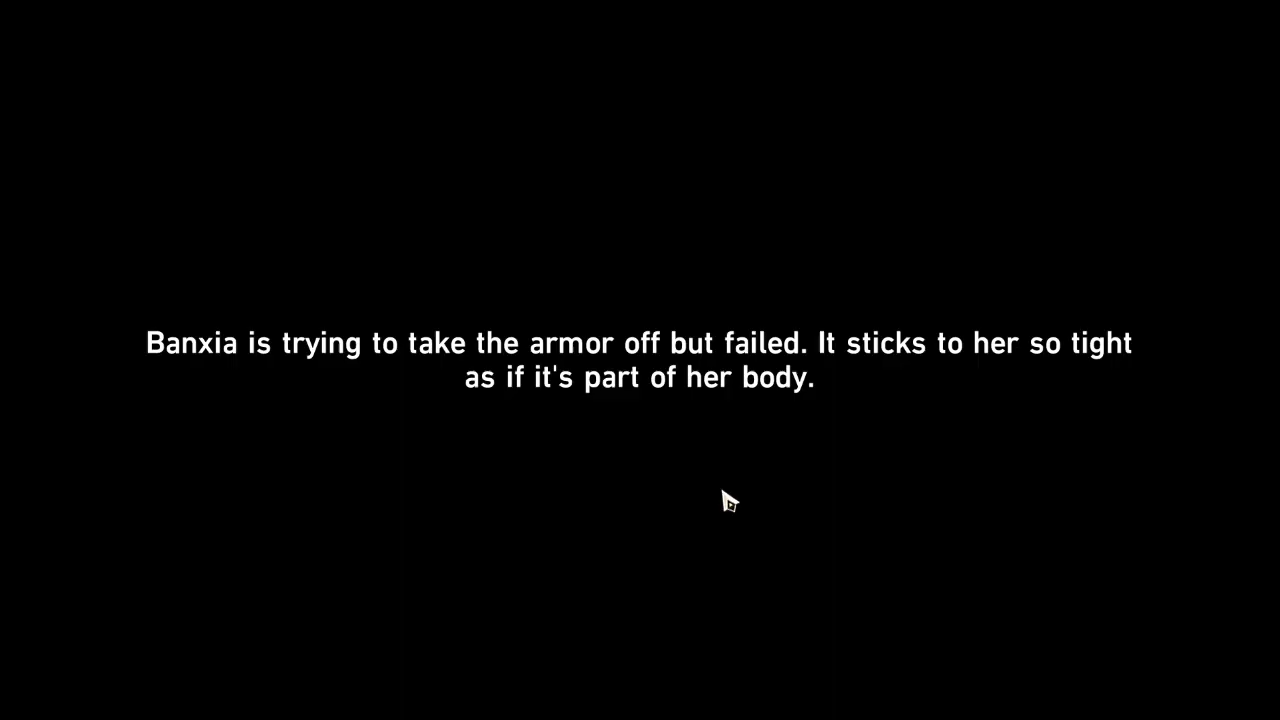 Banxia is trying to take the armor off but failed. It sticks to her so tight
as if it's part of her body.